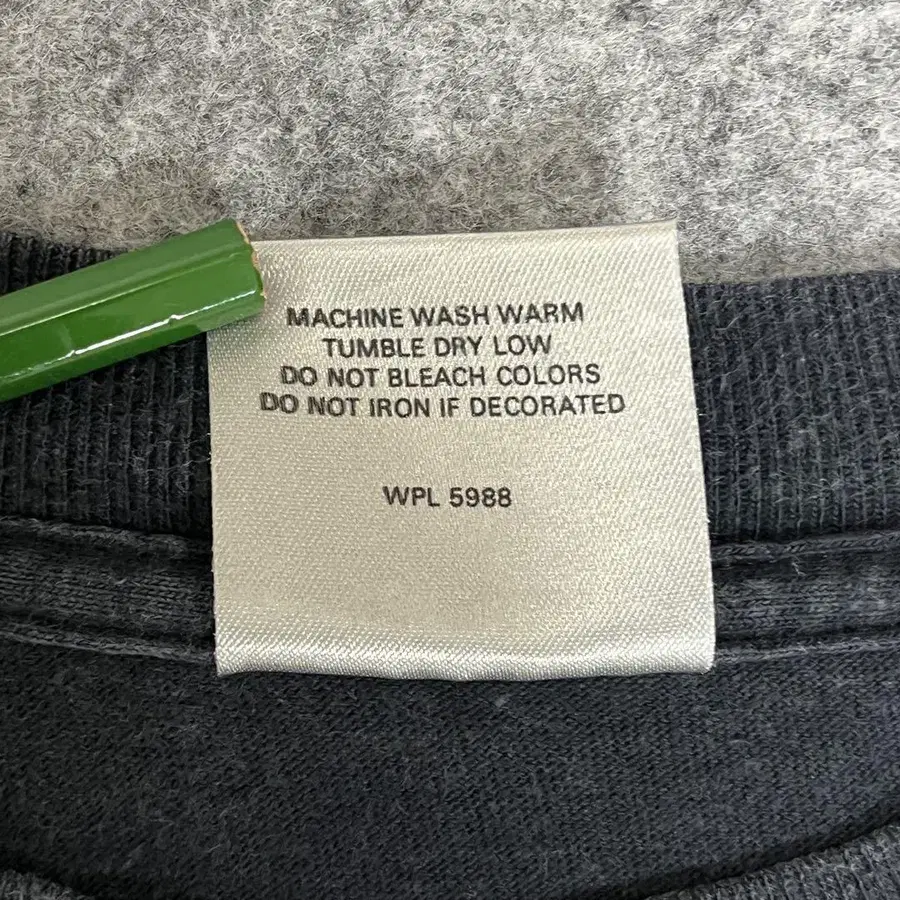 MACHINE WASH WARM
TUMBLE DRY LOW
DO NOT BLEACH COLORS
DO NOT IRON IF DECORATED
WPL 5988